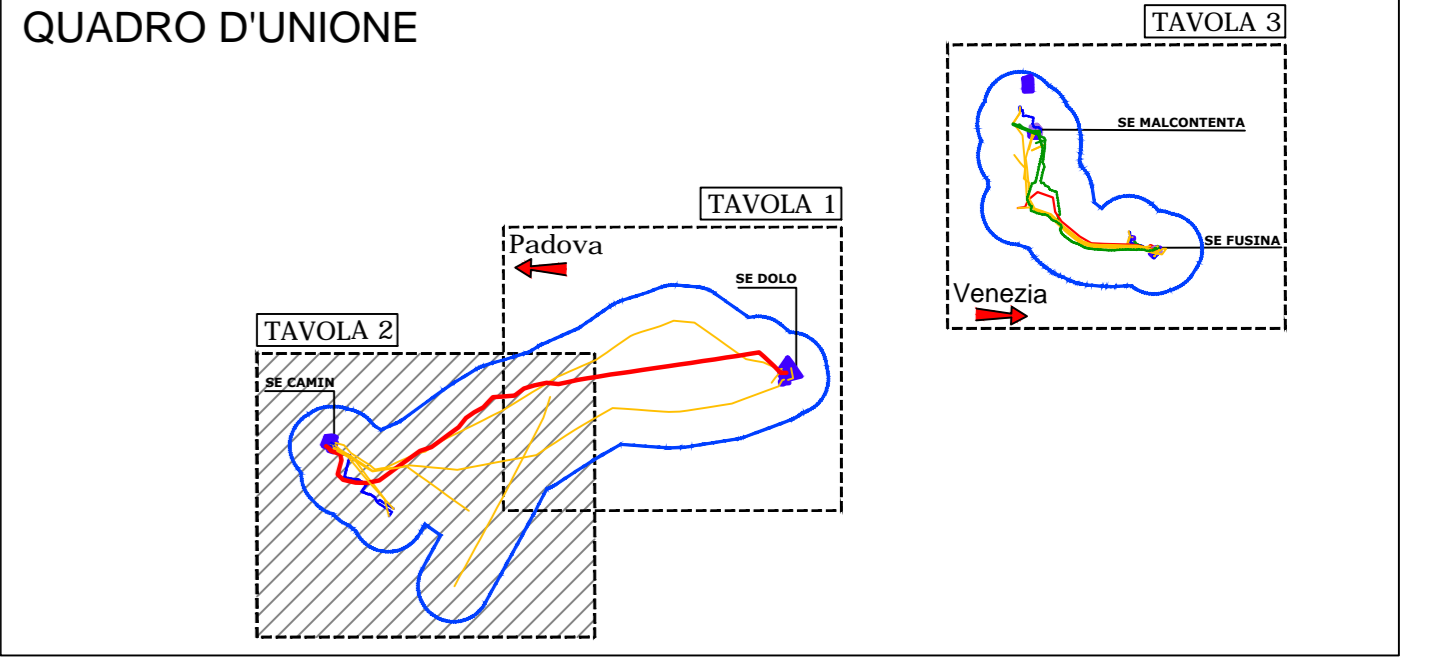 QUADRO D'UNIONE
TAVOLA 3
SE MALCONTENTA
SE FUSINA
Venezia
TAVOLA 1
Padova
SE DOLO
TAVOLA 2
SE CAMIN